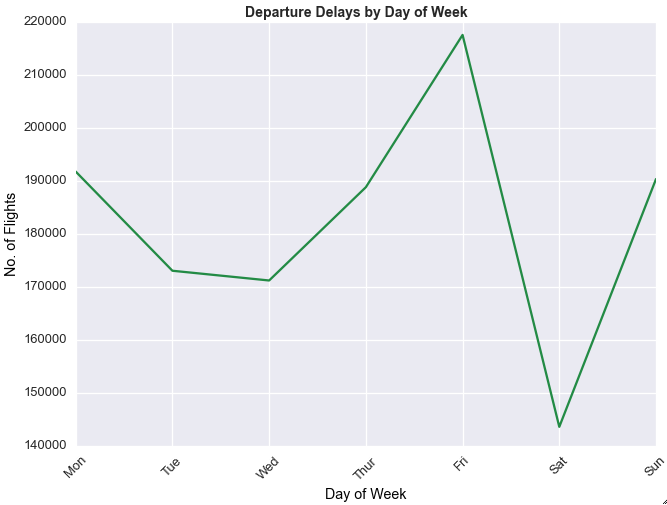 Departure Delays by Day of Week
220000
210000
200000
190000
180000
170000
160000
150000
140000
No. of Flights
Mon
Tue
Wed
Thur
Fri
Sat
Sun
Day of Week